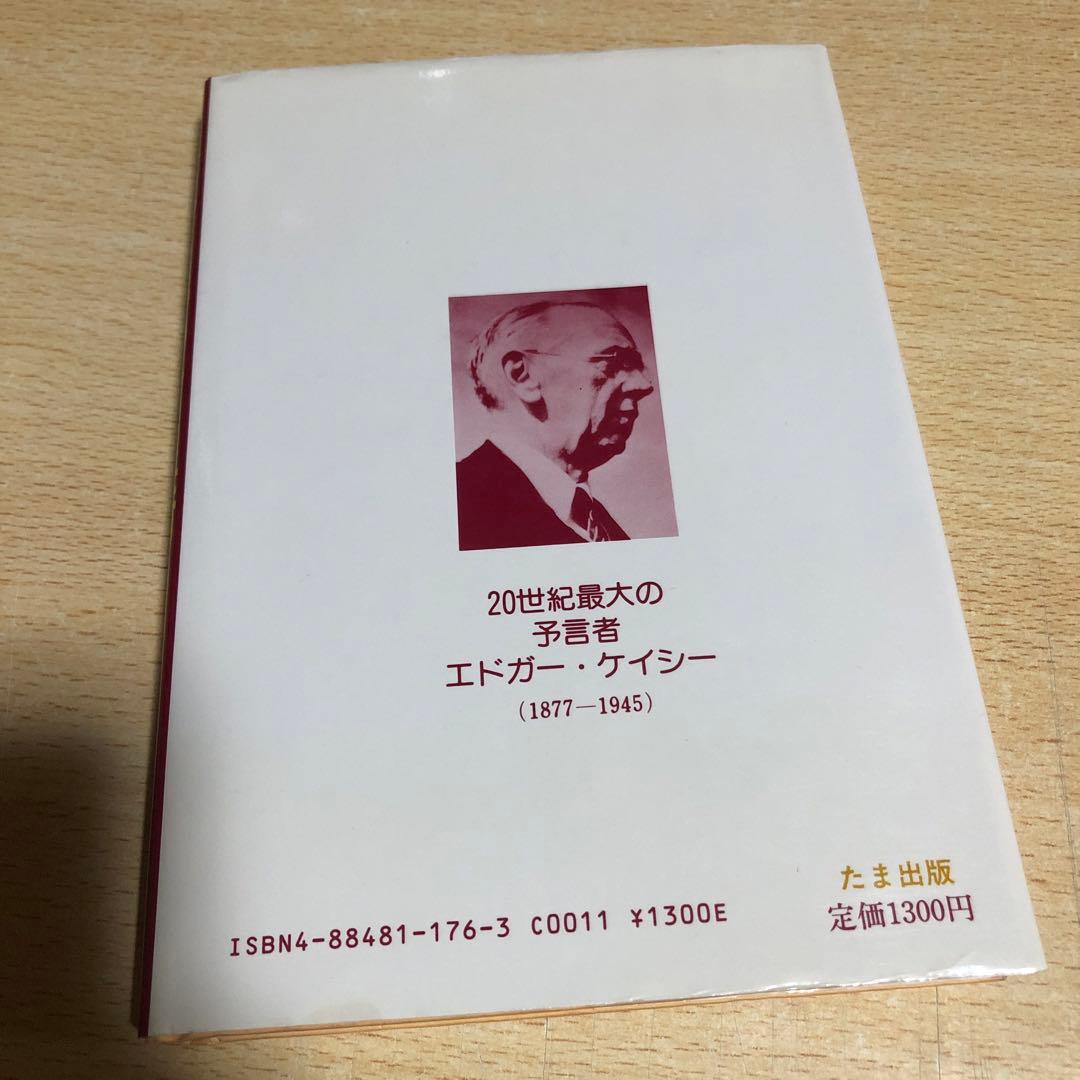 20世紀最大の
予言者
エドガー・ケイシー
(1877—1945)
たま出版
定価1300円
ISBN4-88481-176-3 C0011 ¥1300E